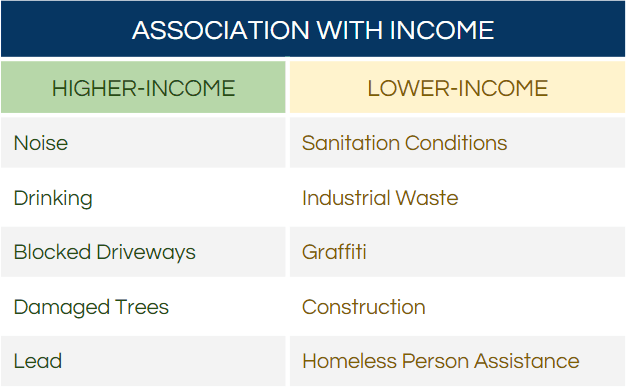 ASSOCIATION WITH INCOME
HIGHER-INCOME LOWER-INCOME
Noise Sanitation Conditions
Drinking Industrial Waste
Blocked Driveways Graffiti
Damaged Trees Construction
Lead Homeless Person Assistance